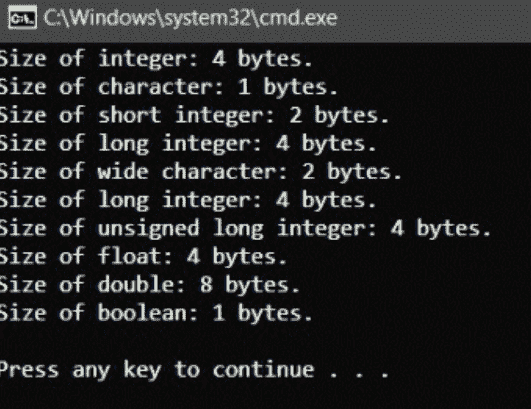 C:\Windows\system32\cmd.exe
Size of integer: 4 bytes.
Size of character: 1 bytes.
Size of short integer: 2 bytes.
Size of long integer: 4 bytes.
Size of wide character: 2 bytes.
Size of long integer: 4 bytes.
Size of unsigned long integer: 4 bytes.
Size of float: 4 bytes.
Size of double: 8 bytes.
Size of boolean: 1 bytes.
Press any key to continue . . .